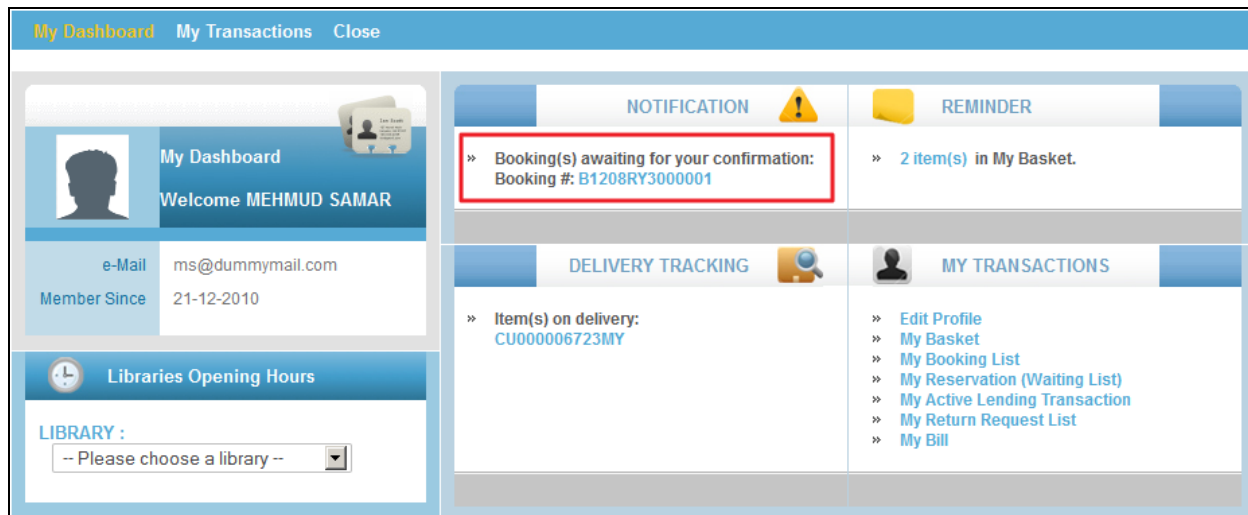 My Dashboard My Transactions Close
My Dashboard
Welcome MEHMUD SAMAR
e-Mail ms@dummymail.com
Member Since 21-12-2010
Libraries Opening Hours
LIBRARY :
-- Please choose a library --
NOTIFICATION
» Booking(s) awaiting for your confirmation:
Booking #: B1208RY3000001
REMINDER
» 2 item(s) in My Basket.
DELIVERY TRACKING
» Item(s) on delivery:
CU000006723MY
MY TRANSACTIONS
» Edit Profile
» My Basket
» My Booking List
» My Reservation (Waiting List)
» My Active Lending Transaction
» My Return Request List
» My Bill